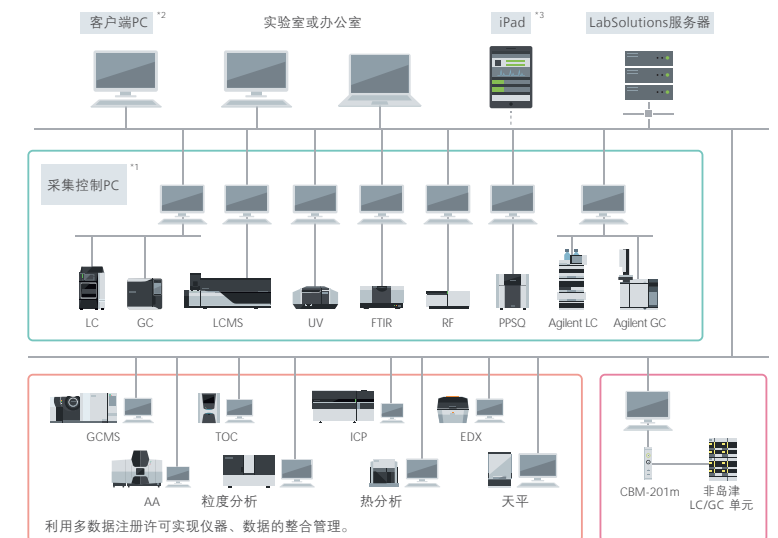 客户端PC *2
实验室或办公室
iPad *3
LabSolutions服务器
采集控制PC *1
LC
GC
LCMS
UV
FTIR
RF
PPSQ
Agilent LC
Agilent GC
GCMS
TOC
ICP
EDX
AA
粒度分析
热分析
天平
利用多数据注册许可实现仪器、数据的整合管理。
CBM-201m
非岛津
LC/GC 单元